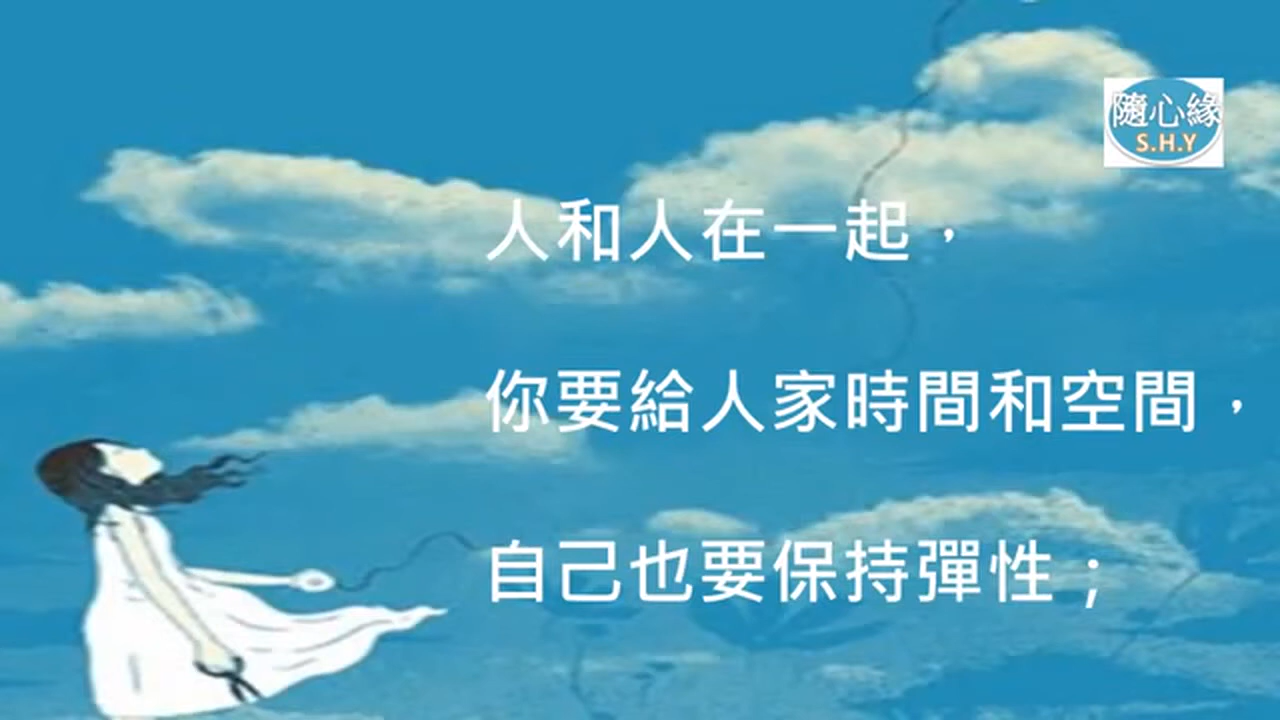 隨心緣
S.H.Y
人和人在一起，
你要給人家時間和空間，
自己也要保持彈性；